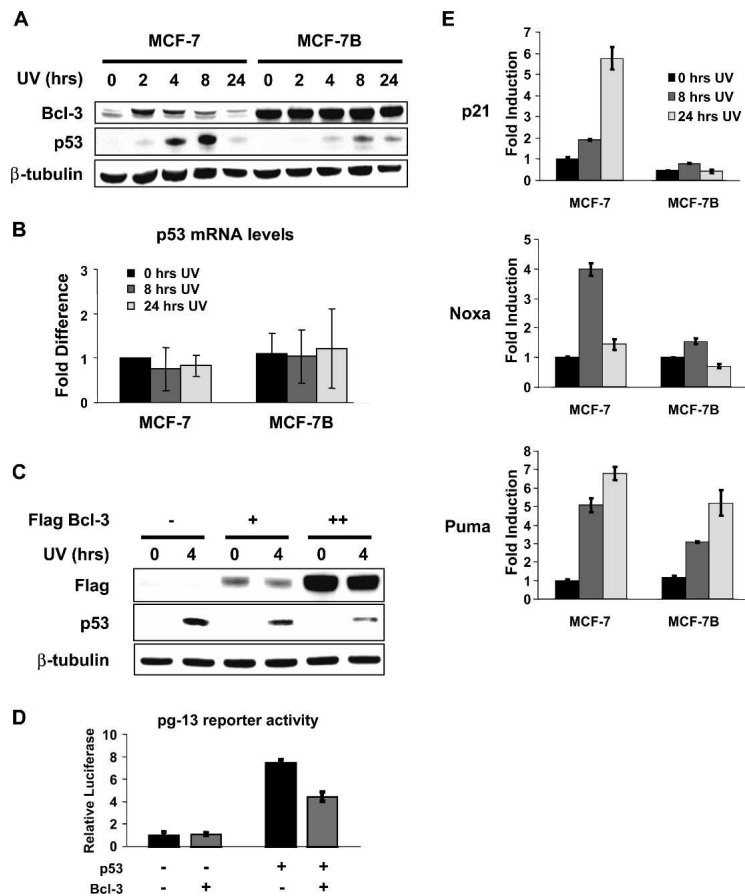 A
MCF-7 MCF-7B
UV (hrs) 0 2 4 8 24 0 2 4 8 24
Bcl-3
p53
β-tubulin
B
p53 mRNA levels
Fold Difference
3
2
1
0
0 hrs UV
8 hrs UV
24 hrs UV
MCF-7 MCF-7B
C
Flag Bcl-3 - + ++
UV (hrs) 0 4 0 4 0 4
Flag
p53
β-tubulin
D
pg-13 reporter activity
Relative Luciferase
10
8
6
4
2
0
p53 - - + +
Bcl-3 - + - +
E
p21
Fold Induction
7
6
5
4
3
2
1
0
0 hrs UV
8 hrs UV
24 hrs UV
MCF-7 MCF-7B
Noxa
Fold Induction
5
4
3
2
1
0
MCF-7 MCF-7B
Puma
Fold Induction
8
7
6
5
4
3
2
1
0
MCF-7 MCF-7B